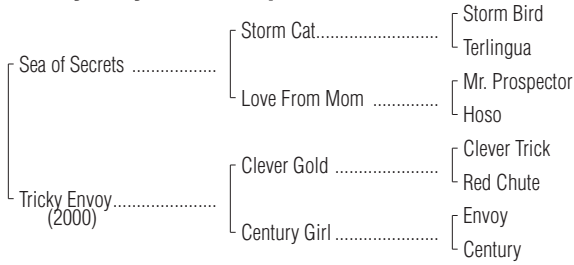 Storm Bird
Storm Cat....................
Terlingua
Sea of Secrets ..................
Mr. Prospector
Love From Mom ..............
Hoso
Clever Trick
Clever Gold ......................
Red Chute
Tricky Envoy......................
(2000)
Envoy
Century Girl ......................
Century